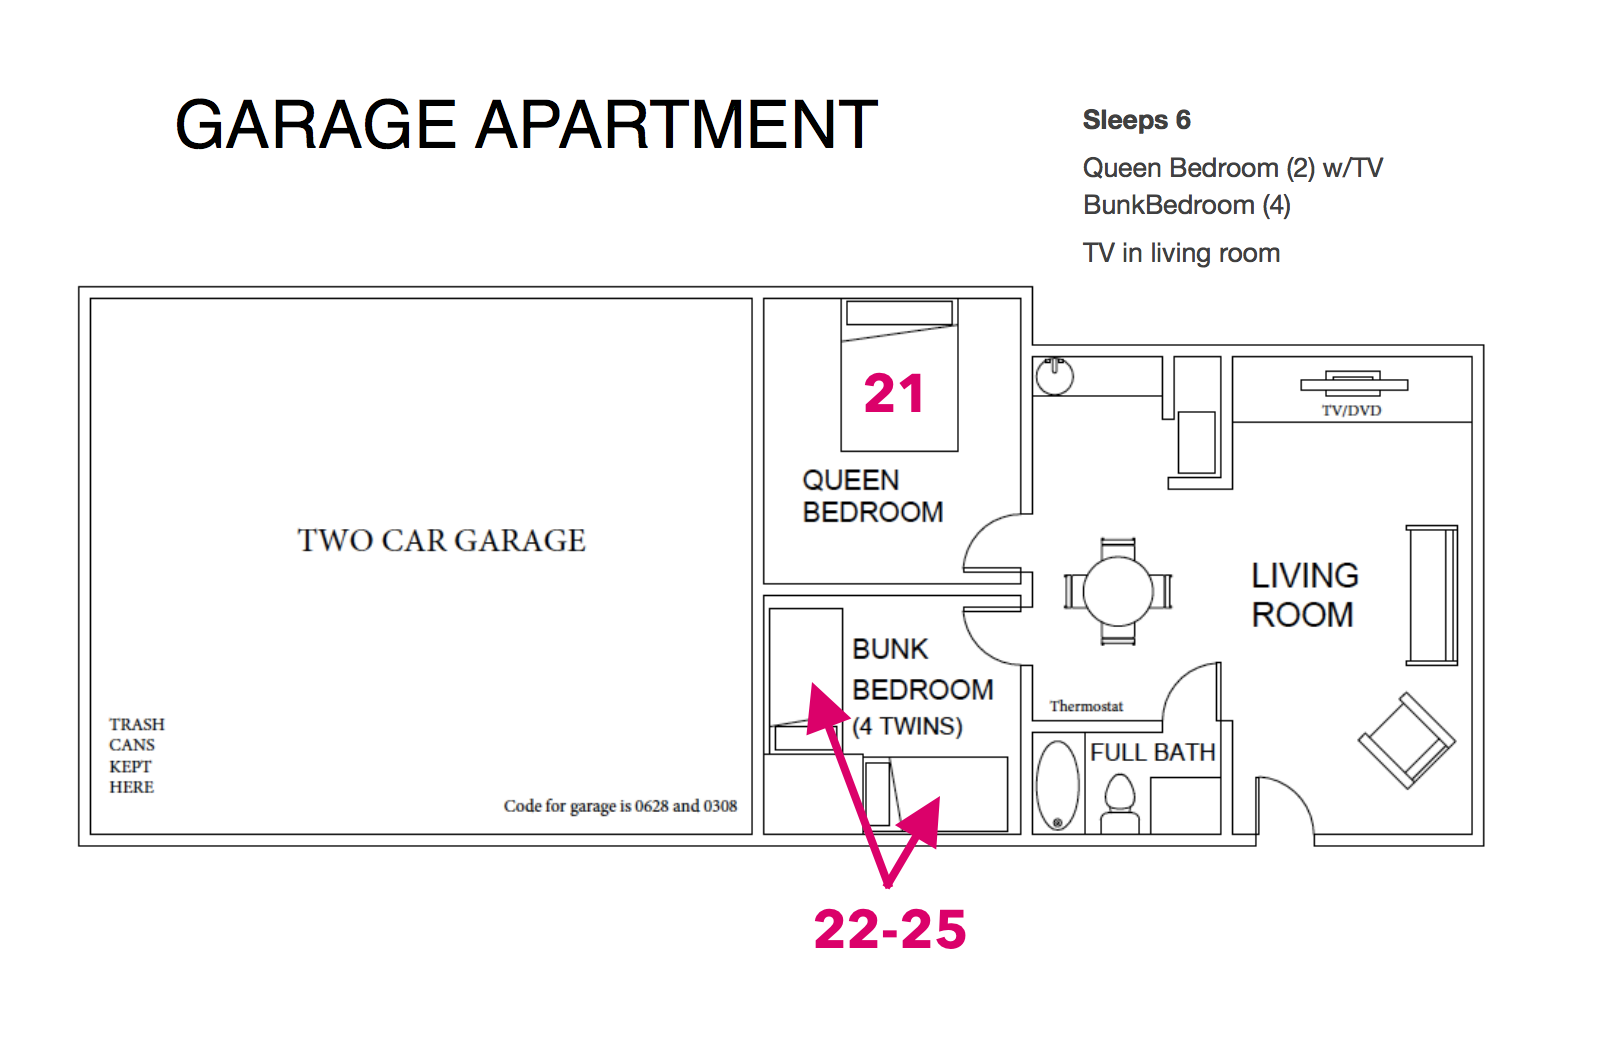 GARAGE APARTMENT
Sleeps 6
Queen Bedroom (2) w/TV
BunkBedroom (4)
TV in living room
21
TV/DVD
QUEEN
BEDROOM
TWO CAR GARAGE
LIVING
ROOM
BUNK
BEDROOM
(4 TWINS)
Thermostat
TRASH
CANS
KEPT
HERE
FULL BATH
Code for garage is 0628 and 0308
22-25